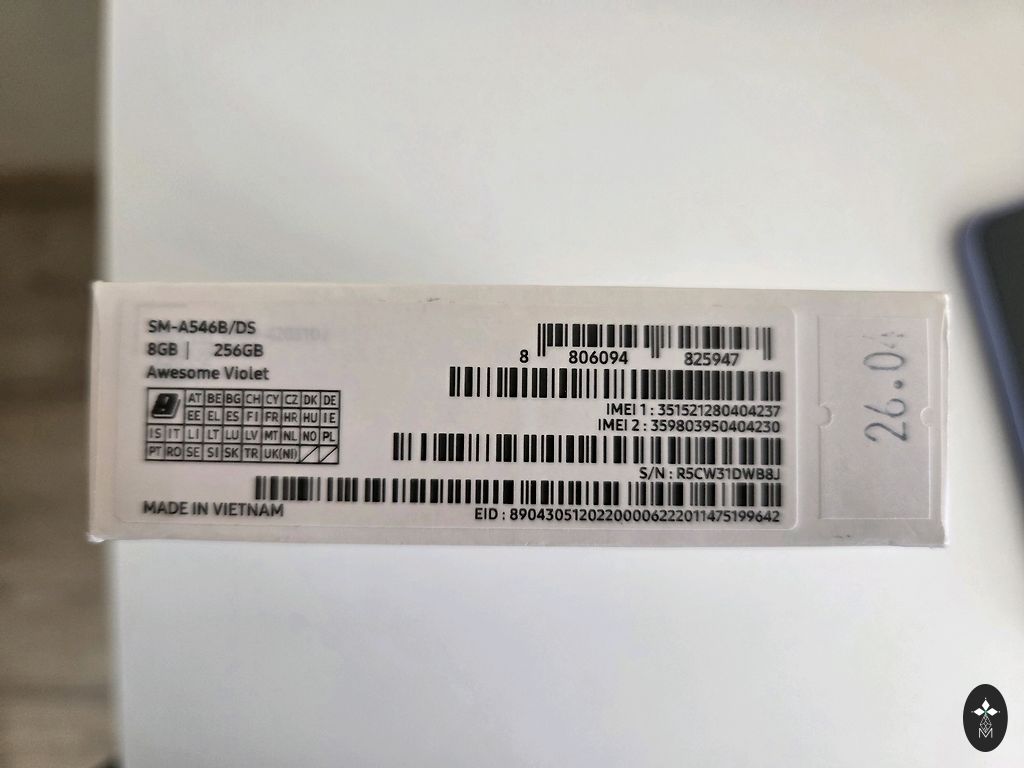 SM-A546B/DS
8GB | 256GB
Awesome Violet
AT BE BG CH CY CZ DK DE
EE EL ES FI FR HR HU IE
IS IT LI LT LU LV MT NL NO PL
PT RO SE SI SK TR UK(NI)
MADE IN VIETNAM
8 806094 825947
IMEI 1 : 351521280404237
IMEI 2 : 359803950404230
S/N : R5CW31DWB8J
EID : 89043051202200006222011475199642
26.04
M